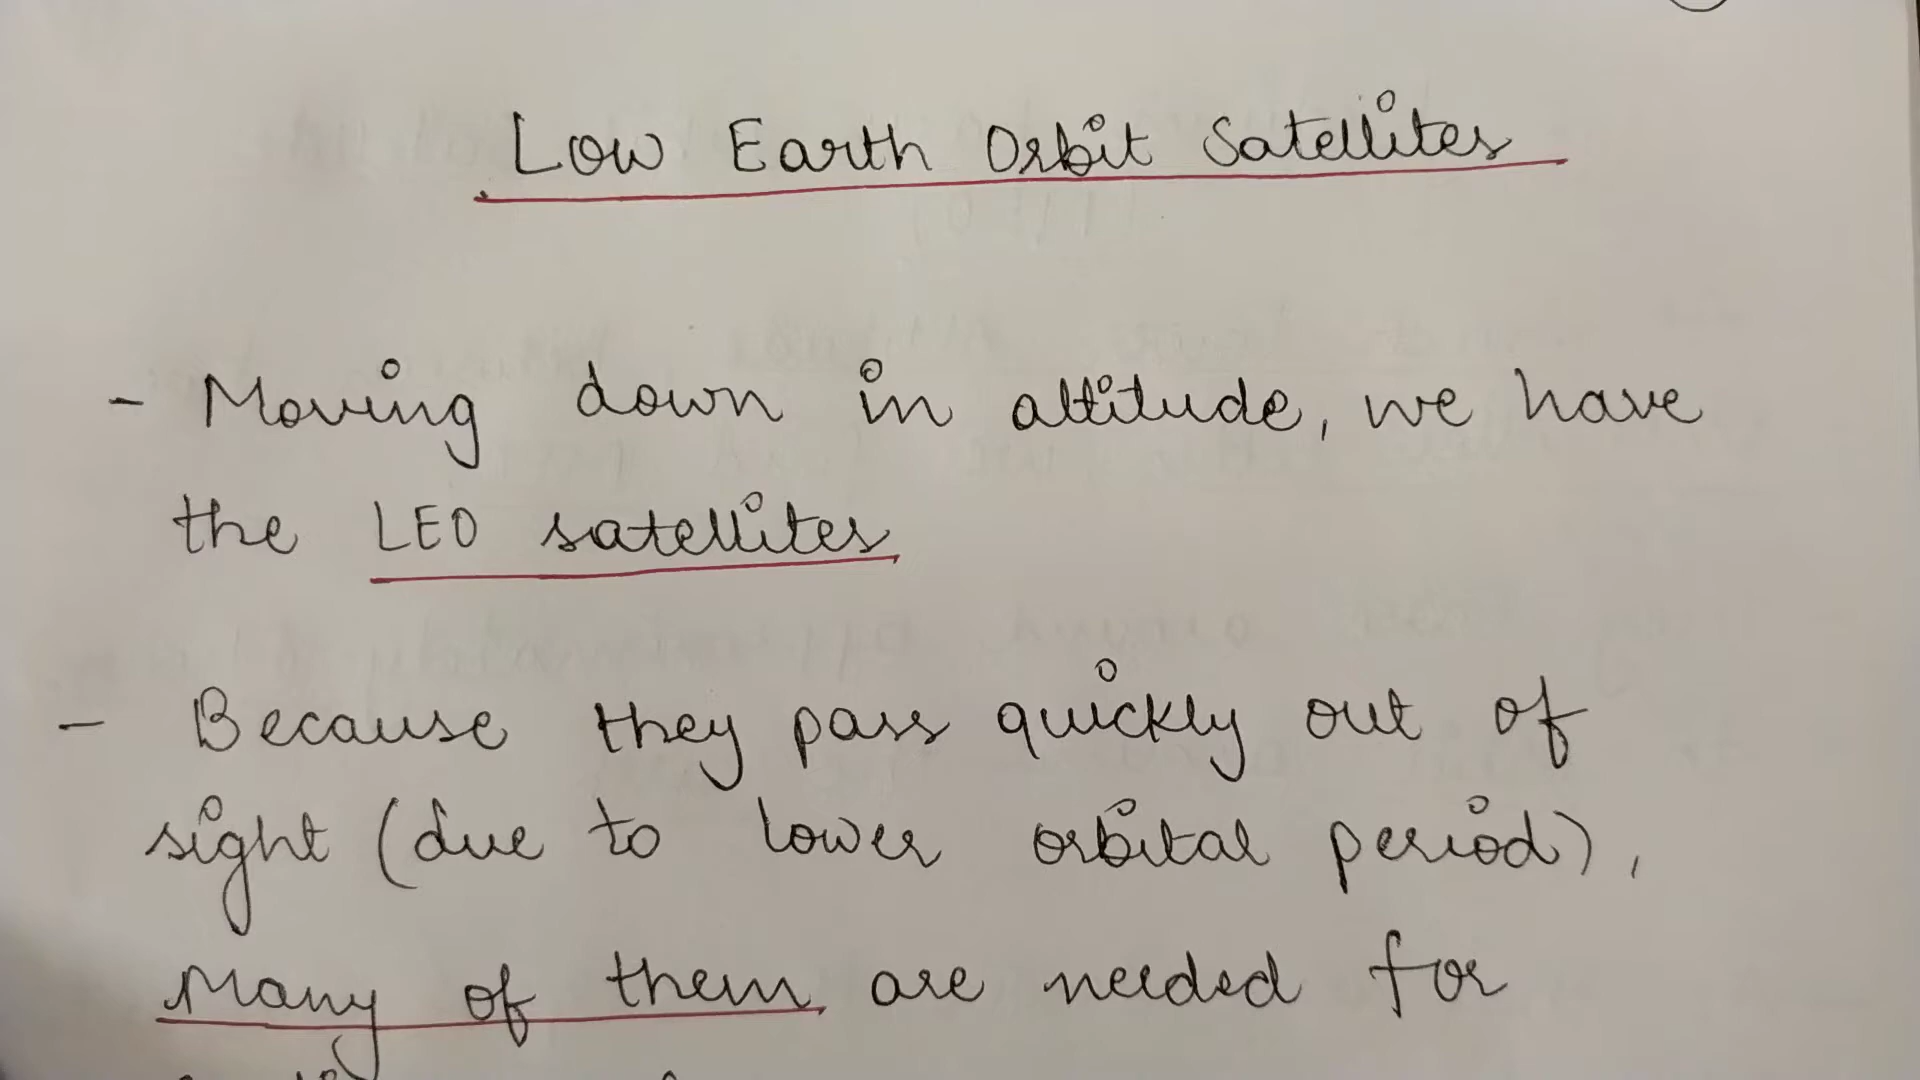 Low Earth Orbit Satellites
- Moving down in altitude, we have
the LEO satellites
- Because they pass quickly out of
sight (due to lower orbital period),
Many of them are needed for